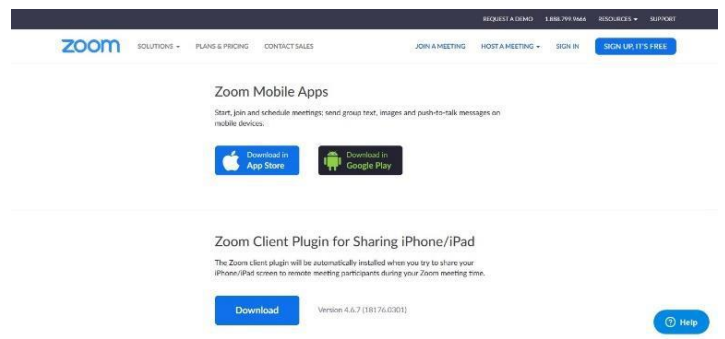 REQUEST A DEMO 1.888.799.9666 RESOURCES SUPPORT
zoom SOLUTIONS PLANS & PRICING CONTACT SALES JOIN A MEETING HOST A MEETING SIGN IN SIGN UP, IT'S FREE
Zoom Mobile Apps
Start, join and schedule meetings; send group text, images and push-to-talk messages on
mobile devices.
Download in
App Store
Download in
Google Play
Zoom Client Plugin for Sharing iPhone/iPad
The Zoom client plugin will be automatically installed when you try to share your
iPhone/iPad screen to remote meeting participants during your Zoom meeting time.
Download Version 4.6.7 (18176.0301)
Help